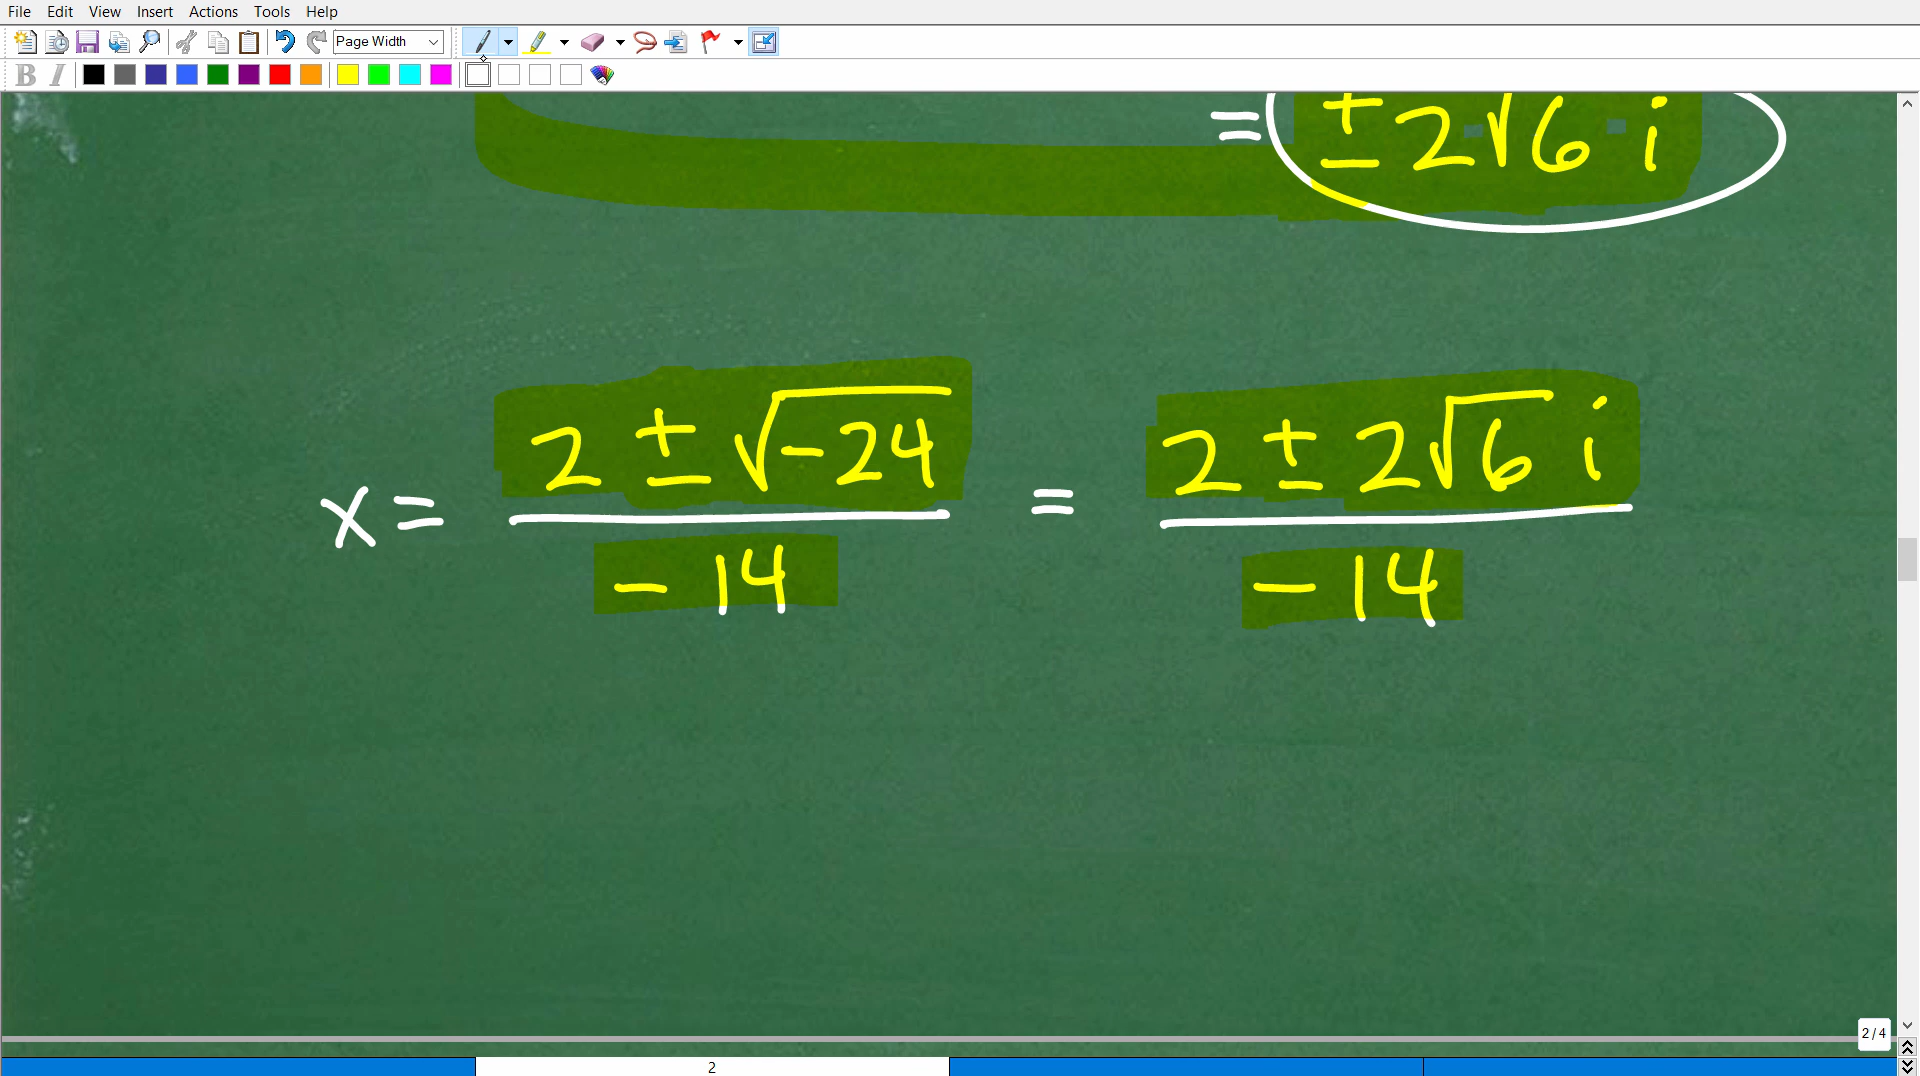 File Edit View Insert Actions Tools Help
Page Width
B I
= ± 2√6 i
x = 2 ± √-24 / -14 = 2 ± 2√6 i / -14
2 / 4
2